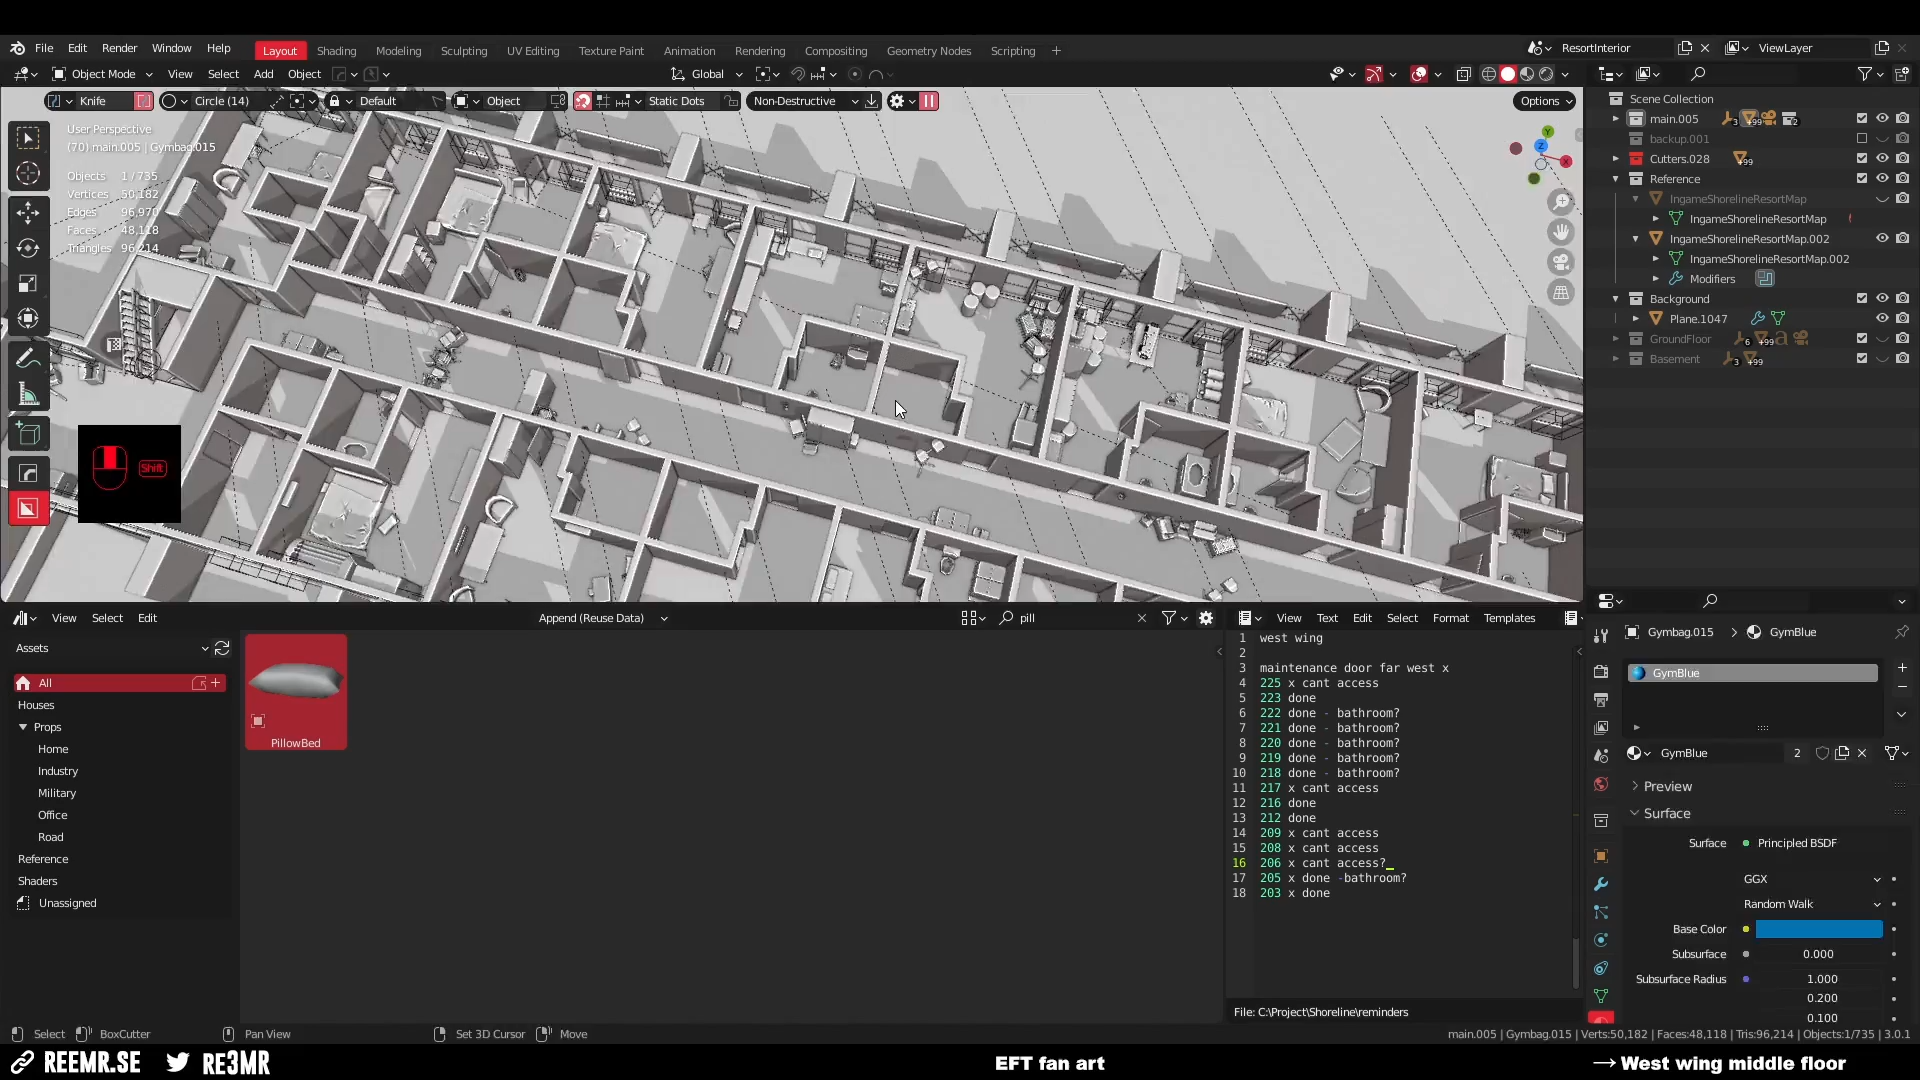 File Edit Render Window Help Layout Shading Modeling Sculpting UV Editing Texture Paint Animation Rendering Compositing Geometry Nodes Scripting + ResortInterior ViewLayer
Object Mode View Select Add Object Global
Knife Circle (14) Default Object Static Dots Non-Destructive Options
User Perspective
(70) main.005 | Gymbag.015
Objects 1 / 735
Vertices 50,182
Edges 96,970
Faces 48,118
Triangles 96,214
Shift
Y
Z
X
Scene Collection
main.005 3 +99 2
backup.001
Cutters.028 +99
Reference
IngameShorelineResortMap
IngameShorelineResortMap
IngameShorelineResortMap.002
IngameShorelineResortMap.002
Modifiers
Background
Plane.1047
GroundFloor 6 +99
Basement 3 +99
View Select Edit Append (Reuse Data) pill
Assets
All
Houses
Props
Home
Industry
Military
Office
Road
Reference
Shaders
Unassigned
PillowBed
View Text Edit Select Format Templates
1 west wing
2
3 maintenance door far west x
4 225 x cant access
5 223 done
6 222 done - bathroom?
7 221 done - bathroom?
8 220 done - bathroom?
9 219 done - bathroom?
10 218 done - bathroom?
11 217 x cant access
12 216 done
13 212 done
14 209 x cant access
15 208 x cant access
16 206 x cant access?
17 205 x done -bathroom?
18 203 x done
File: C:\Project\Shoreline\reminders
Gymbag.015 > GymBlue
GymBlue
GymBlue 2
Preview
Surface
Surface Principled BSDF
GGX
Random Walk
Base Color
Subsurface 0.000
Subsurface Radius 1.000
0.200
0.100
Select BoxCutter Pan View Set 3D Cursor Move main.005 | Gymbag.015 | Verts:50,182 | Faces:48,118 | Tris:96,214 | Objects:1/735 | 3.0.1
REEMR.SE RE3MR EFT fan art → West wing middle floor